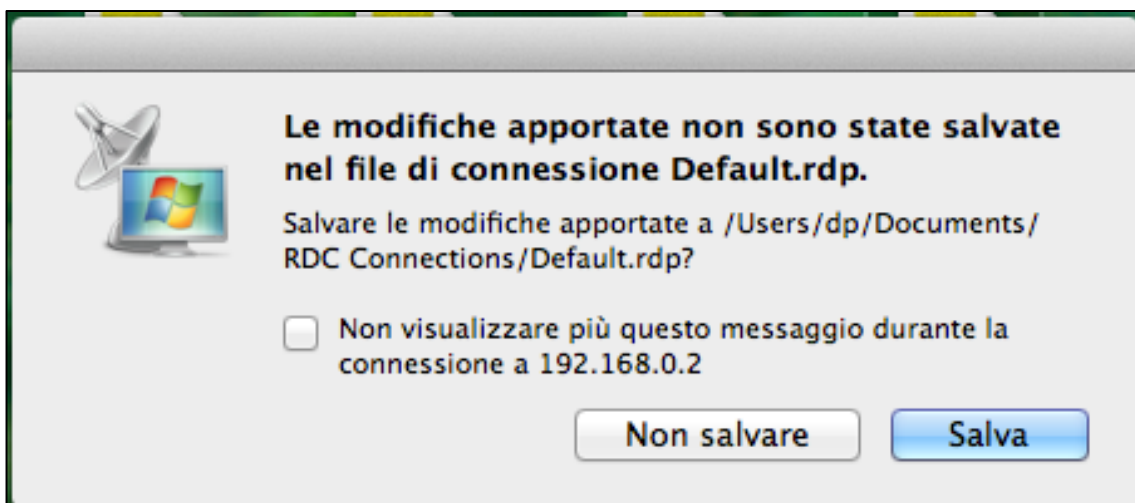 Le modifiche apportate non sono state salvate
nel file di connessione Default.rdp.
Salvare le modifiche apportate a /Users/dp/Documents/
RDC Connections/Default.rdp?
Non visualizzare più questo messaggio durante la
connessione a 192.168.0.2
Non salvare
Salva